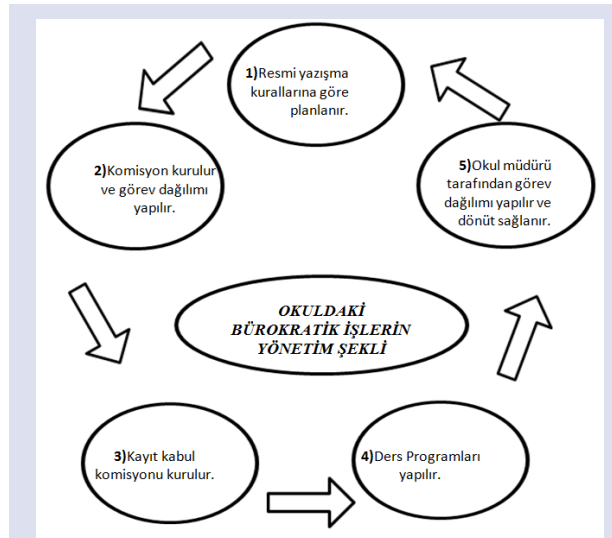 1)Resmi yazışma
kurallarına göre
planlanır.
2)Komisyon kurulur
ve görev dağılımı
yapılır.
3)Kayıt kabul
komisyonu kurulur.
4)Ders Programları
yapılır.
5)Okul müdürü
tarafından görev
dağılımı yapılır ve
dönüt sağlanır.
OKULDAKİ
BÜROKRATİK İŞLERİN
YÖNETİM ŞEKLİ